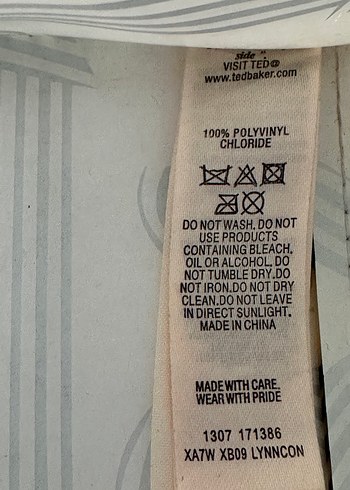 side"
VISIT TED@
www.tedbaker.com
100% POLYVINYL
CHLORIDE
DO NOT WASH. DO NOT
USE PRODUCTS
CONTAINING BLEACH,
OIL OR ALCOHOL. DO
NOT TUMBLE DRY.DO
NOT IRON.DO NOT DRY
CLEAN.DO NOT LEAVE
IN DIRECT SUNLIGHT.
MADE IN CHINA
MADE WITH CARE.
WEAR WITH PRIDE
1307 171386
XA7W XB09 LYNNCON